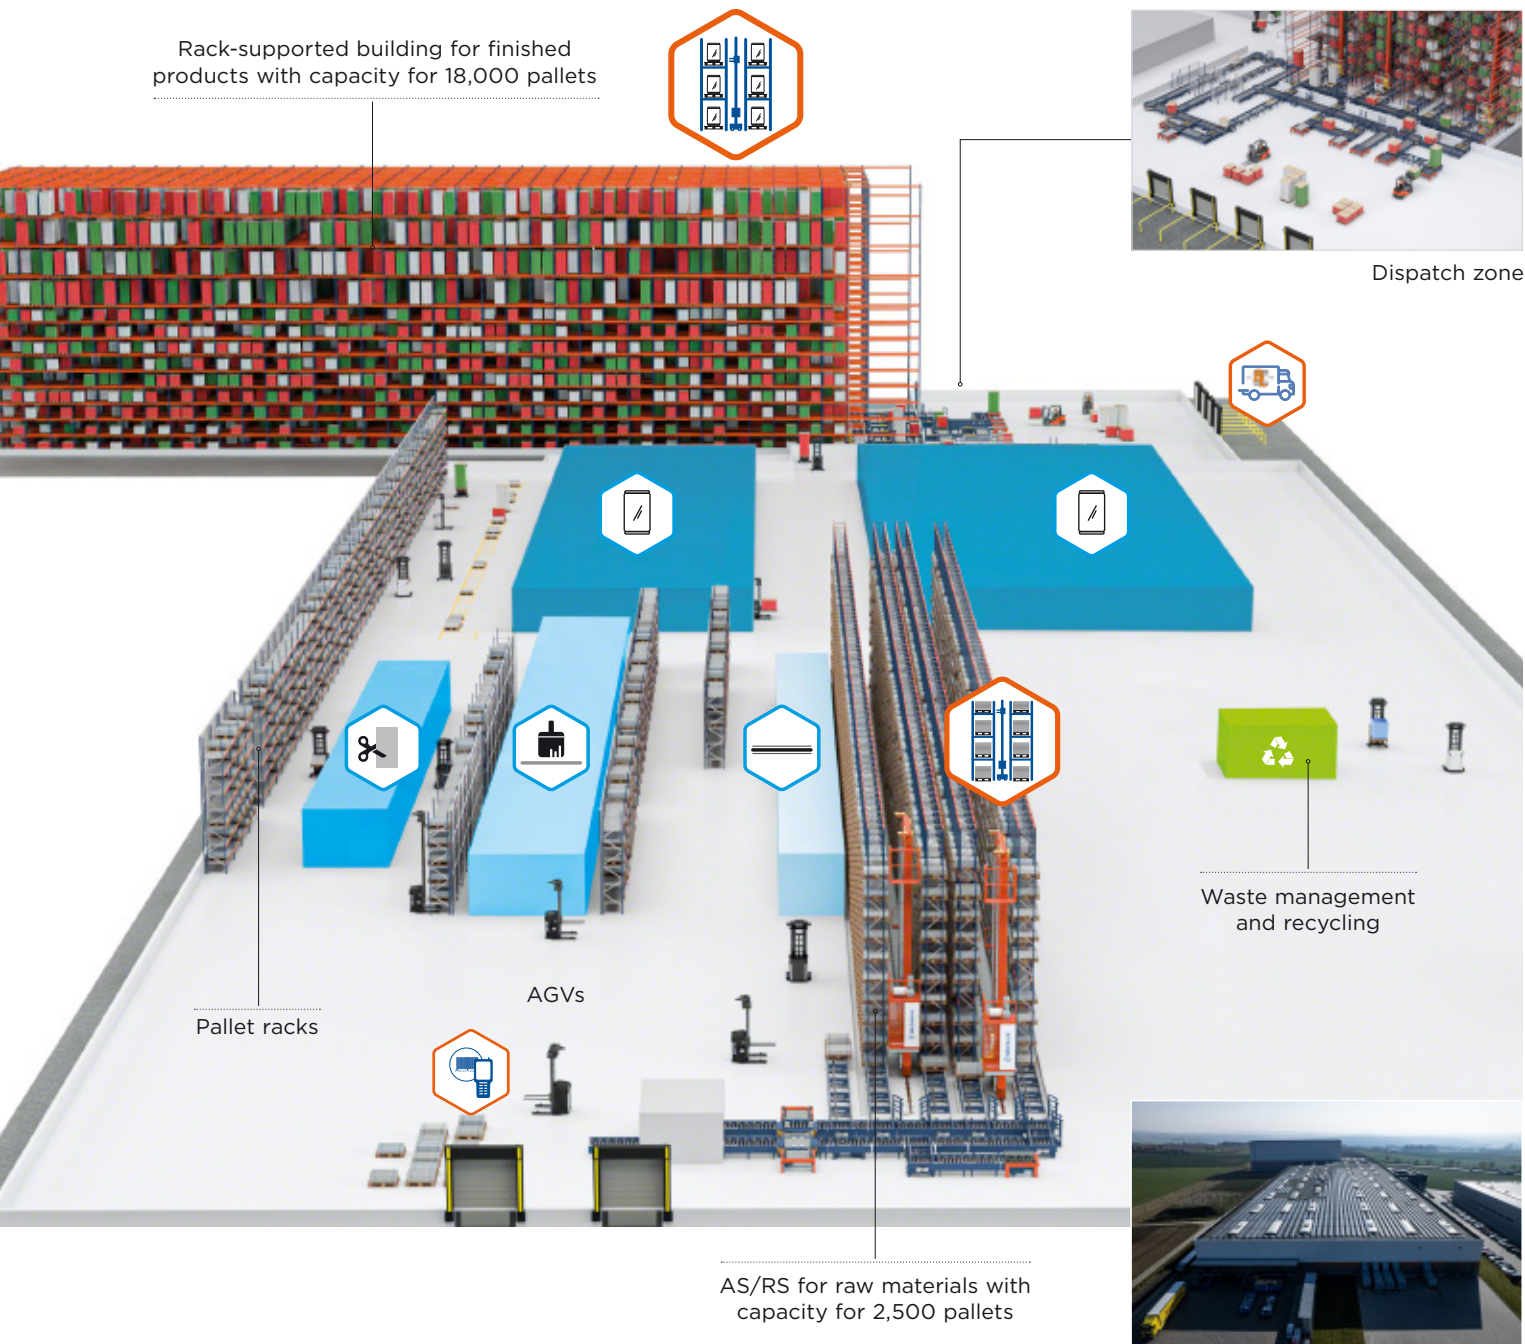 Rack-supported building for finished
products with capacity for 18,000 pallets
Dispatch zone
Waste management
and recycling
AGVs
Pallet racks
AS/RS for raw materials with
capacity for 2,500 pallets